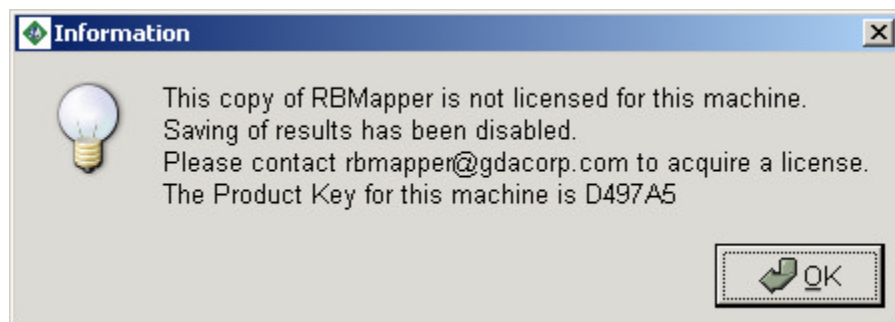 Information
This copy of RBMapper is not licensed for this machine.
Saving of results has been disabled.
Please contact rbmapper@gdacorp.com to acquire a license.
The Product Key for this machine is D497A5
OK